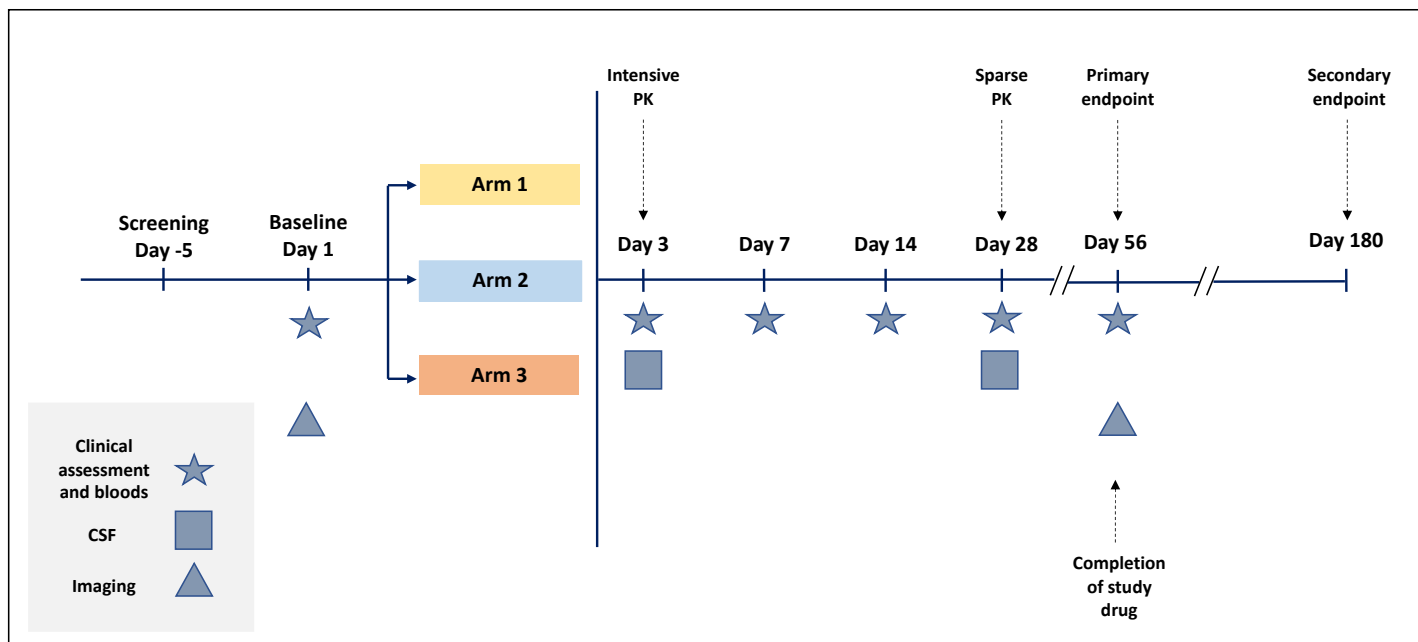 Intensive
PK
Sparse
PK
Primary
endpoint
Secondary
endpoint
Screening
Day -5
Baseline
Day 1
Arm 1
Arm 2
Arm 3
Day 3
Day 7
Day 14
Day 28
Day 56
Day 180
Clinical
assessment
and bloods
CSF
Imaging
Completion
of study
drug